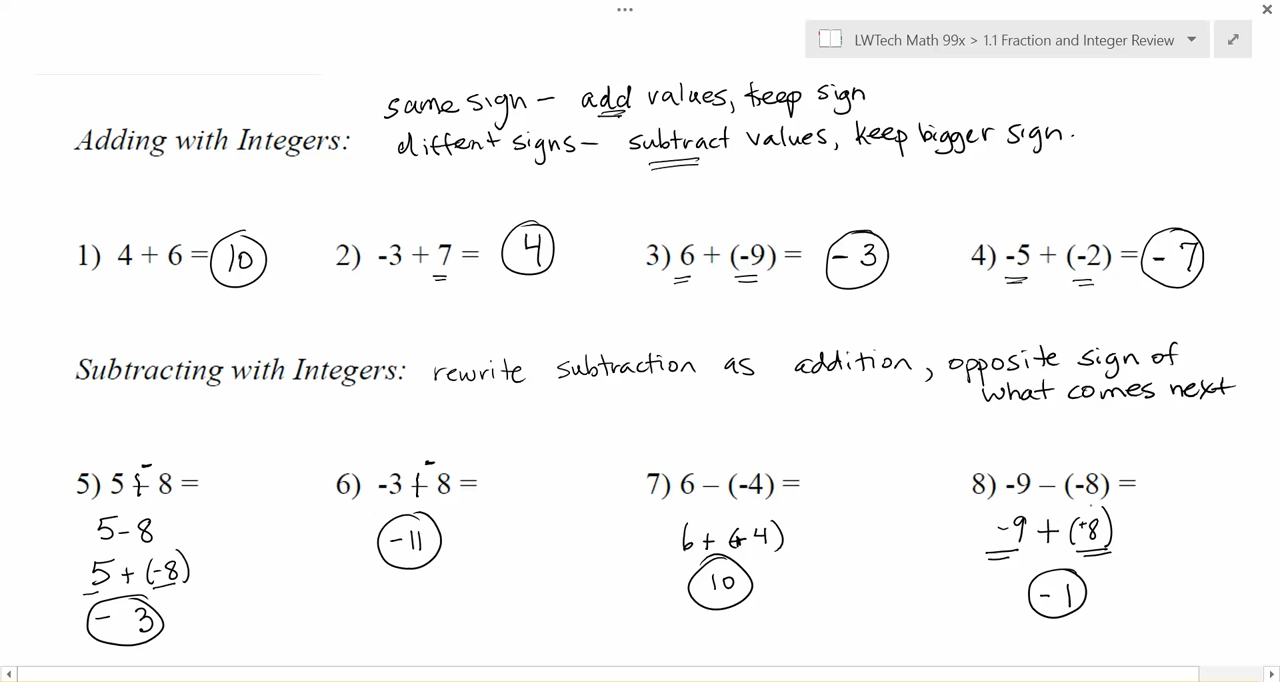 LWTech Math 99x > 1.1 Fraction and Integer Review
same sign – add values, keep sign
Adding with Integers: diffent signs – subtract values, keep bigger sign.
1) 4 + 6 = 10 2) -3 + 7 = 4 3) 6 + (-9) = -3 4) -5 + (-2) = -7
Subtracting with Integers: rewrite subtraction as addition, opposite sign of
what comes next
5) 5 + -8 = 6) -3 + -8 = 7) 6 – (-4) = 8) -9 – (-8) =
5-8 -11 6 + (+4) -9 + (+8)
5 + (-8) 10 -1
-3